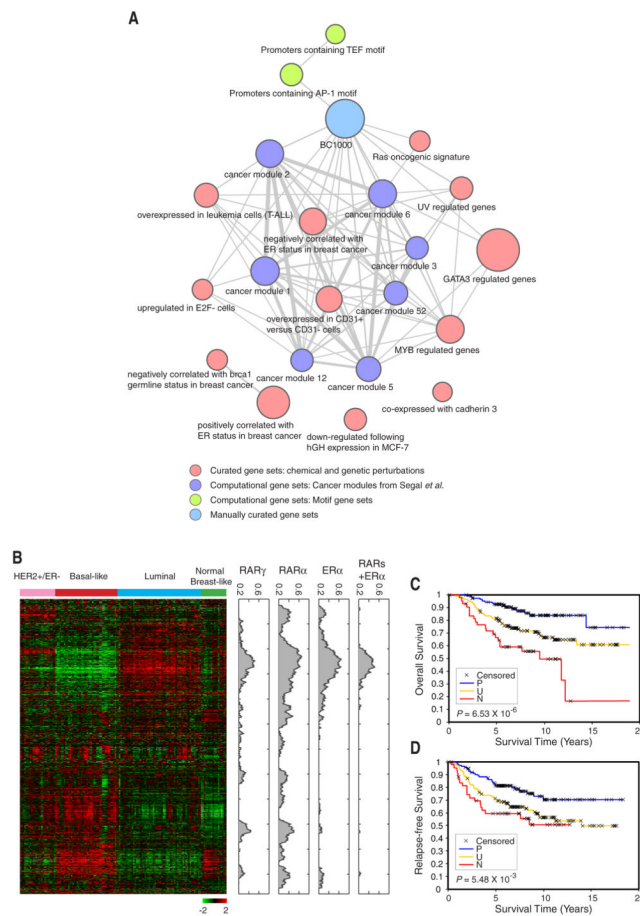 A
Promoters containing TEF motif
Promoters containing AP-1 motif
BC1000
Ras oncogenic signature
cancer module 2
overexpressed in leukemia cells (T-ALL)
cancer module 6
UV regulated genes
negatively correlated with
ER status in breast cancer
cancer module 3
GATA3 regulated genes
cancer module 1
upregulated in E2F- cells
cancer module 52
overexpressed in CD31+
versus CD31- cells
MYB regulated genes
negatively correlated with brca1
germline status in breast cancer
cancer module 12
cancer module 5
co-expressed with cadherin 3
positively correlated with
ER status in breast cancer
down-regulated following
hGH expression in MCF-7
Curated gene sets: chemical and genetic perturbations
Computational gene sets: Cancer modules from Segal et al.
Computational gene sets: Motif gene sets
Manually curated gene sets
B
HER2+/ER-
Basal-like
Luminal
Normal
Breast-like
RARγ
RARα
ERα
RARs
+ERα
0.2
0.6
0.2
0.6
0.2
0.6
0.2
0.6
-2
2
C
Overall Survival
1
0.9
0.8
0.7
0.6
0.5
0.4
0.3
0.2
0.1
0
Censored
P
U
N
P = 6.53 X 10-6
0
5
10
15
2
Survival Time (Years)
D
Relapse-free Survival
1
0.9
0.8
0.7
0.6
0.5
0.4
0.3
0.2
0.1
0
Censored
P
U
N
P = 5.48 X 10-3
0
5
10
15
2
Survival Time (Years)